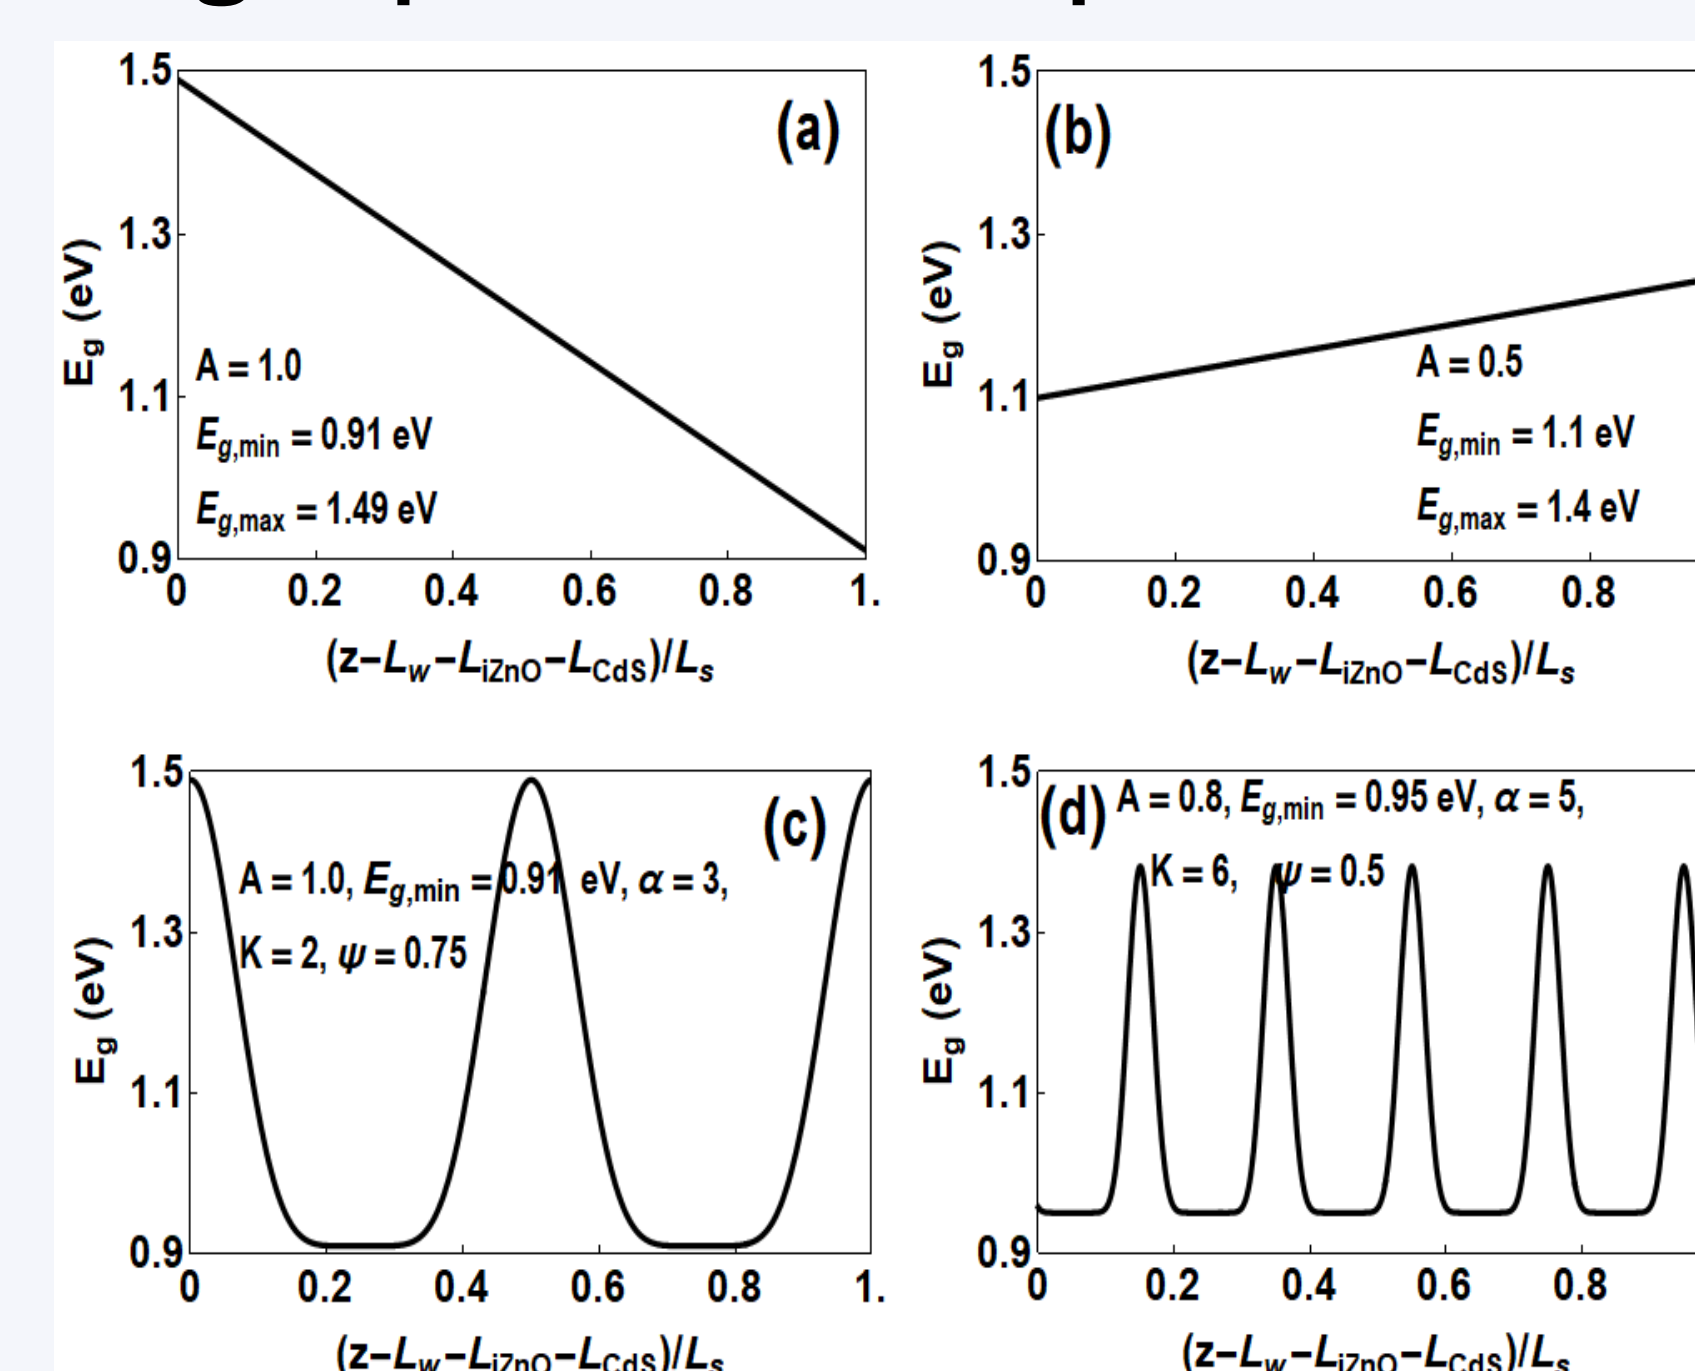 1.5
(a)
1.3
E_g (eV)
A = 1.0
1.1
E_g,min = 0.91 eV
E_g,max = 1.49 eV
0.9
0 0.2 0.4 0.6 0.8 1.
(z−L_w−L_iZnO−L_CdS)/L_s
1.5
(b)
1.3
E_g (eV)
A = 0.5
1.1
E_g,min = 1.1 eV
E_g,max = 1.4 eV
0.9
0 0.2 0.4 0.6 0.8
(z−L_w−L_iZnO−L_CdS)/L_s
1.5
(c)
A = 1.0, E_g,min = 0.91 eV, α = 3,
1.3
K = 2, ψ = 0.75
E_g (eV)
1.1
0.9
0 0.2 0.4 0.6 0.8 1.
(z−L_w−L_iZnO−L_CdS)/L_s
1.5
(d) A = 0.8, E_g,min = 0.95 eV, α = 5,
K = 6, ψ = 0.5
1.3
E_g (eV)
1.1
0.9
0 0.2 0.4 0.6 0.8
(z−L_w−L_iZnO−L_CdS)/L_s